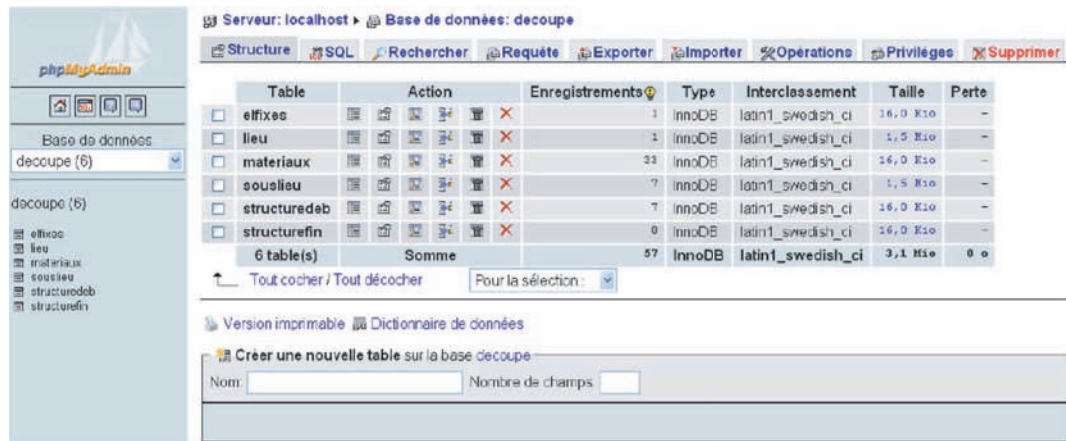 Serveur: localhost ▸ Base de données: decoupe
phpMyAdmin
Structure SQL Rechercher Requête Exporter Importer Opérations Privilèges Supprimer
Base de données
decoupe (6)
decoupe (6)
elfixes
lieu
materiaux
souslieu
structuredeb
structurefin
Table Action Enregistrements Type Interclassement Taille Perte
elfixes 1 InnoDB latin1_swedish_ci 16,0 Kio -
lieu 1 InnoDB latin1_swedish_ci 1,5 Kio -
materiaux InnoDB latin1_swedish_ci 16,0 Kio -
souslieu 7 InnoDB latin1_swedish_ci 1,5 Kio -
structuredeb 7 InnoDB latin1_swedish_ci 16,0 Kio -
structurefin 0 InnoDB latin1_swedish_ci 16,0 Kio -
6 table(s) Somme 57 InnoDB latin1_swedish_ci 3,1 Mio 0 o
Tout cocher / Tout décocher Pour la sélection :
Version imprimable Dictionnaire de données
Créer une nouvelle table sur la base decoupe
Nom: Nombre de champs: